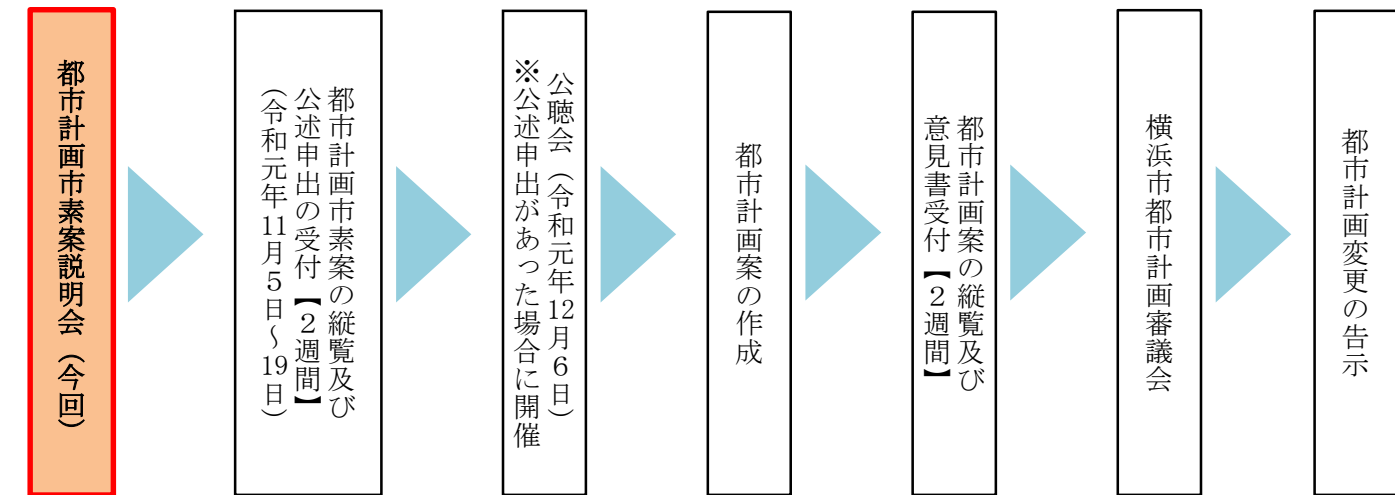 都市計画市素案説明会（今回）
都市計画市素案の縦覧及び
公述申出の受付【２週間】
（令和元年11月５日～19日）
公聴会（令和元年12月６日）
※公述申出があった場合に開催
都市計画案の作成
都市計画案の縦覧及び
意見書受付【２週間】
横浜市都市計画審議会
都市計画変更の告示